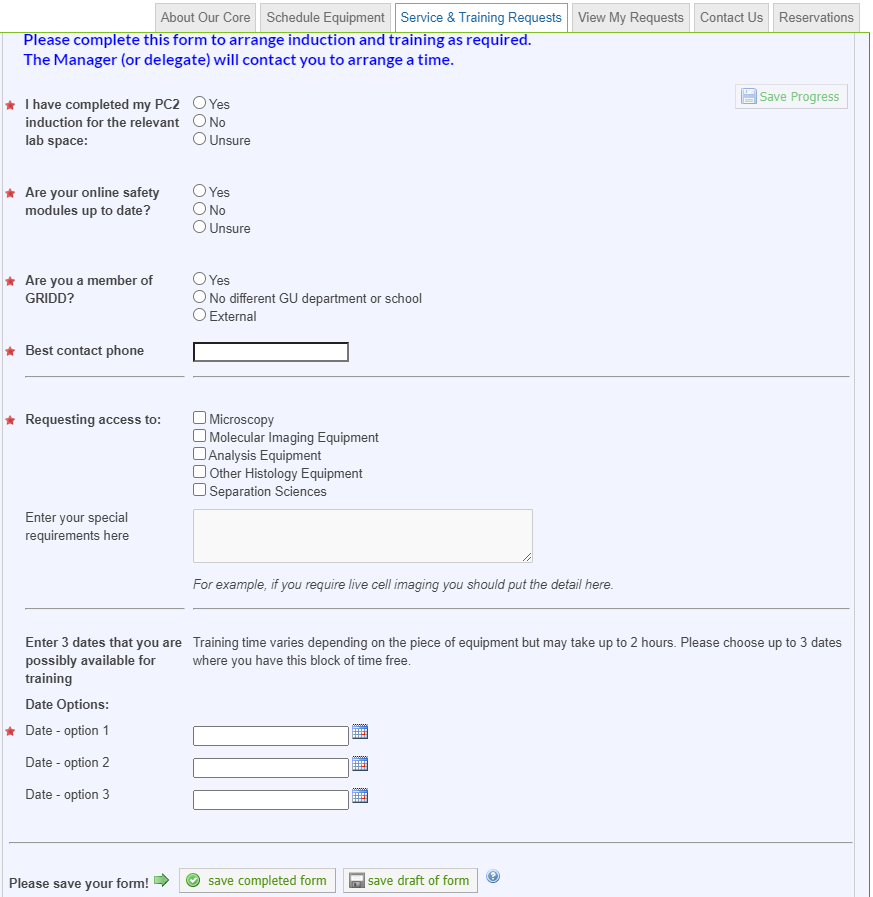 About Our Core Schedule Equipment Service & Training Requests View My Requests Contact Us Reservations
Please complete this form to arrange induction and training as required.
The Manager (or delegate) will contact you to arrange a time.
Save Progress
I have completed my PC2 induction for the relevant lab space:
Yes
No
Unsure
Are your online safety modules up to date?
Yes
No
Unsure
Are you a member of GRIDD?
Yes
No different GU department or school
External
Best contact phone
Requesting access to:
Microscopy
Molecular Imaging Equipment
Analysis Equipment
Other Histology Equipment
Separation Sciences
Enter your special requirements here
For example, if you require live cell imaging you should put the detail here.
Enter 3 dates that you are possibly available for training
Training time varies depending on the piece of equipment but may take up to 2 hours. Please choose up to 3 dates
where you have this block of time free.
Date Options:
Date - option 1
Date - option 2
Date - option 3
Please save your form! save completed form save draft of form